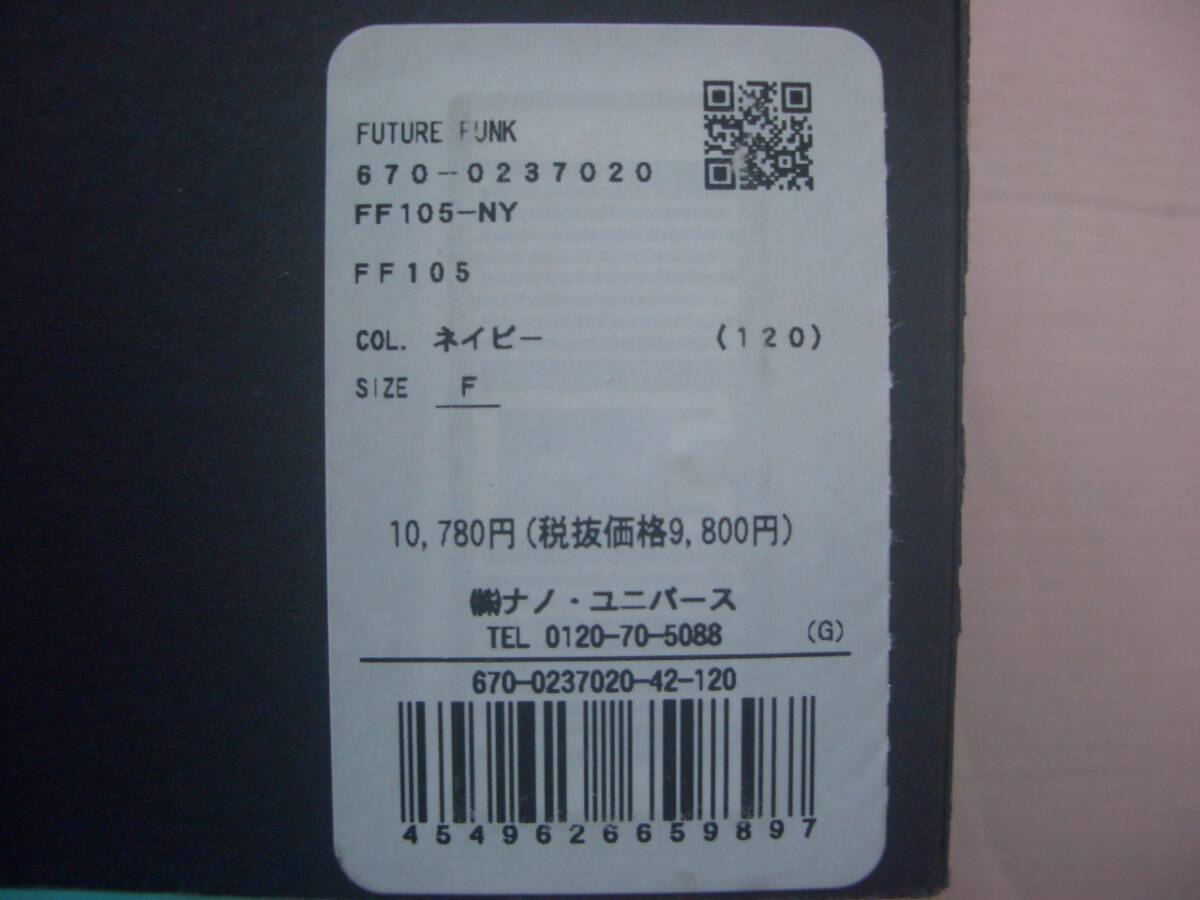 FUTURE FUNK
670-0237020
FF105-NY
FF105
COL. ネイビー (120)
SIZE F
10,780円(税抜価格9,800円)
㈱ナノ・ユニバース
TEL 0120-70-5088 (G)
670-0237020-42-120
4549626659897